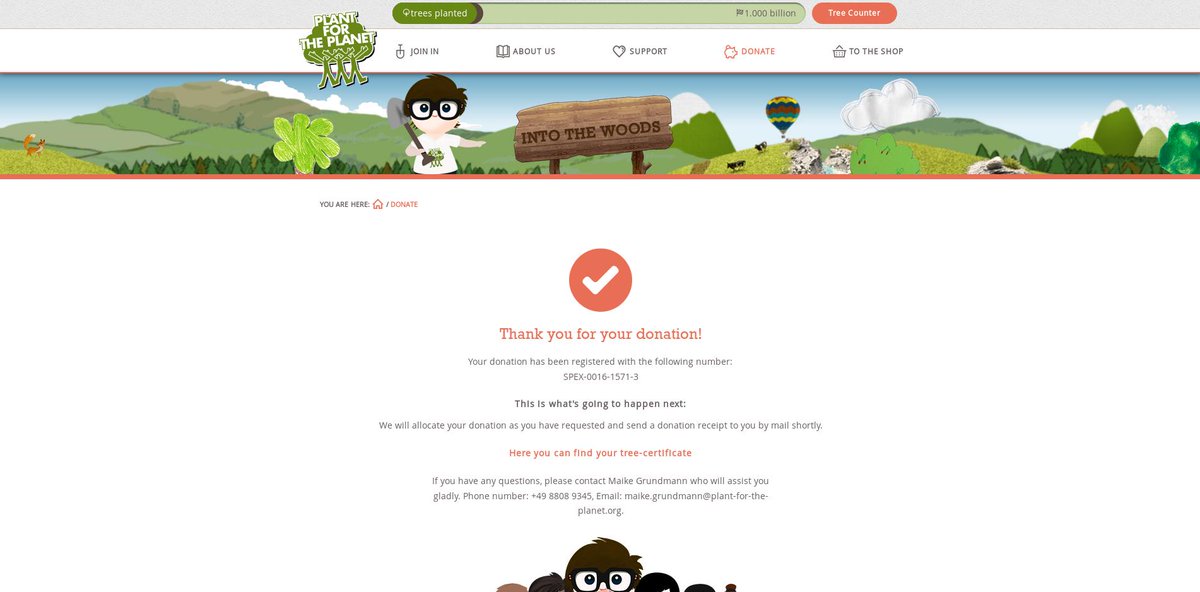 trees planted
1.000 billion
Tree Counter
PLANT
FOR
THE PLANET
JOIN IN
ABOUT US
SUPPORT
DONATE
TO THE SHOP
INTO THE WOODS
YOU ARE HERE: / DONATE
Thank you for your donation!
Your donation has been registered with the following number:
SPEX-0016-1571-3
This is what's going to happen next:
We will allocate your donation as you have requested and send a donation receipt to you by mail shortly.
Here you can find your tree-certificate
If you have any questions, please contact Maike Grundmann who will assist you
gladly. Phone number: +49 8808 9345, Email: maike.grundmann@plant-for-the-
planet.org.